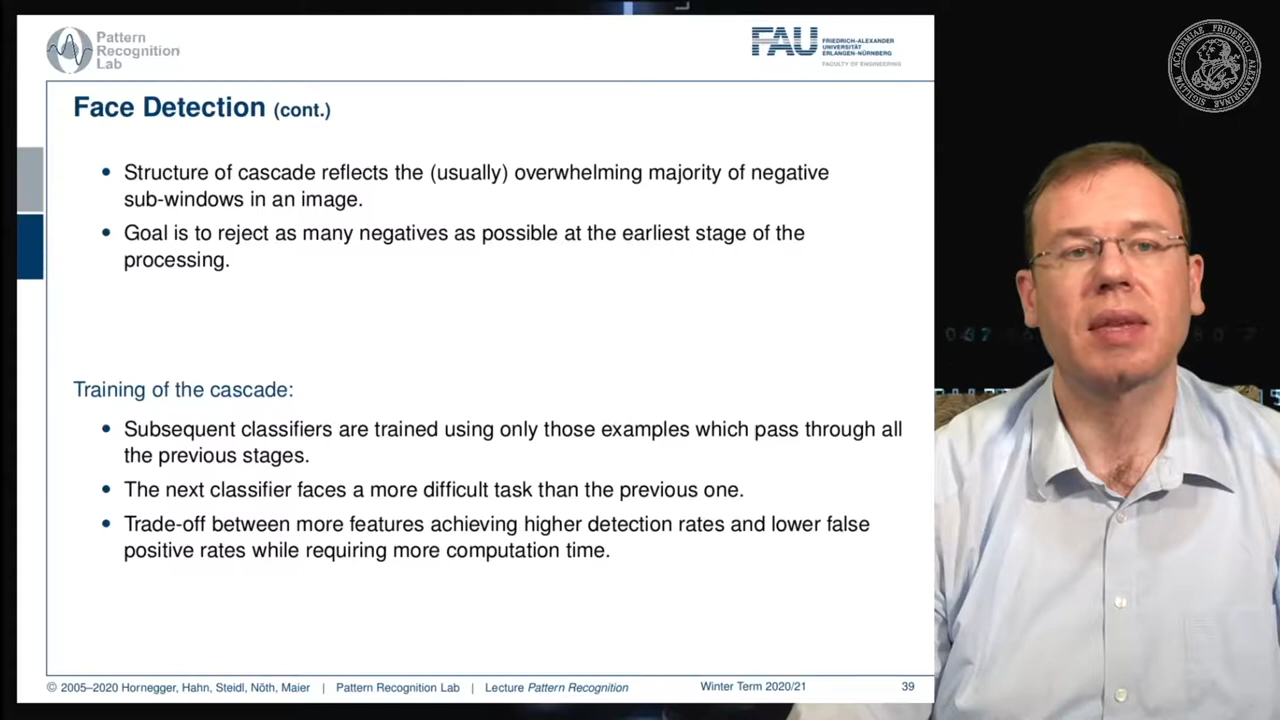 Pattern
Recognition
Lab
FAU
FRIEDRICH-ALEXANDER
UNIVERSITÄT
ERLANGEN-NÜRNBERG
FACULTY OF ENGINEERING
Face Detection (cont.)
• Structure of cascade reflects the (usually) overwhelming majority of negative
sub-windows in an image.
• Goal is to reject as many negatives as possible at the earliest stage of the
processing.
Training of the cascade:
• Subsequent classifiers are trained using only those examples which pass through all
the previous stages.
• The next classifier faces a more difficult task than the previous one.
• Trade-off between more features achieving higher detection rates and lower false
positive rates while requiring more computation time.
© 2005–2020 Hornegger, Hahn, Steidl, Nöth, Maier | Pattern Recognition Lab | Lecture Pattern Recognition Winter Term 2020/21 39